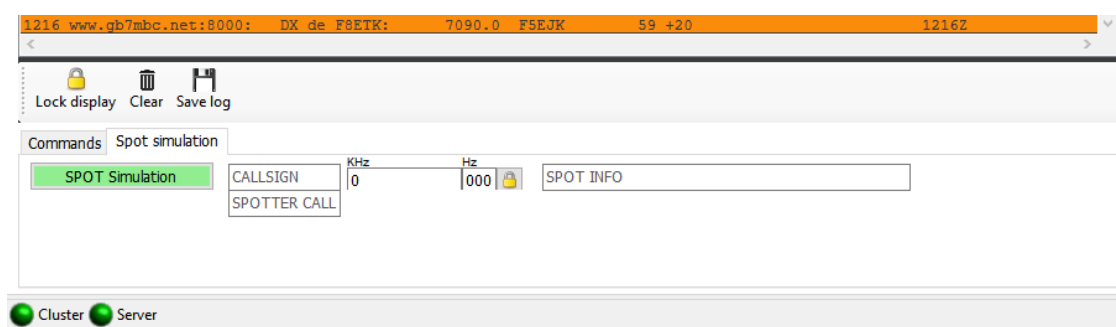 1216 www.gb7mbc.net:8000: DX de F8ETK: 7090.0 F5EJK 59 +20 1216Z
Lock display Clear Save log
Commands Spot simulation
KHz Hz
SPOT Simulation CALLSIGN 0 000 SPOT INFO
SPOTTER CALL
Cluster Server